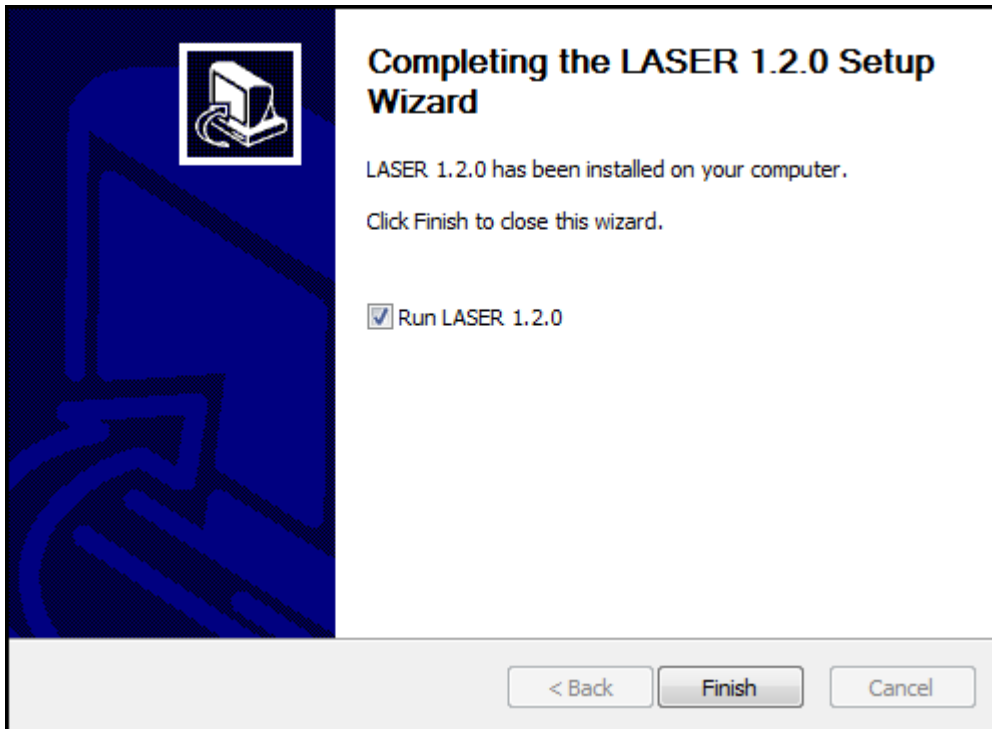 Completing the LASER 1.2.0 Setup
Wizard
LASER 1.2.0 has been installed on your computer.
Click Finish to close this wizard.
Run LASER 1.2.0
< Back
Finish
Cancel